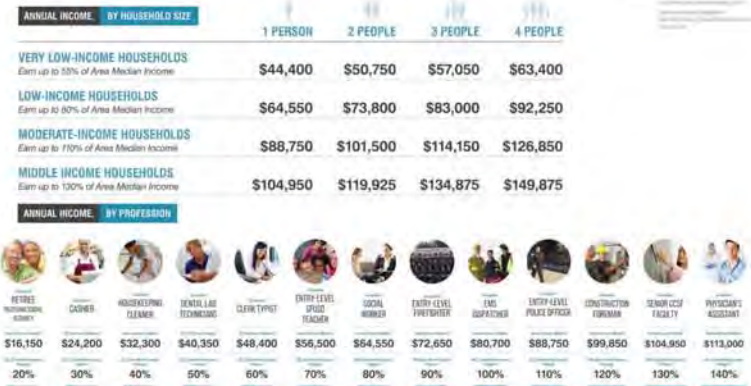 ANNUAL INCOME, BY HOUSEHOLD SIZE
1 PERSON 2 PEOPLE 3 PEOPLE 4 PEOPLE
VERY LOW-INCOME HOUSEHOLDS
Earn up to 55% of Area Median Income
$44,400 $50,750 $57,050 $63,400
LOW-INCOME HOUSEHOLDS
Earn up to 80% of Area Median Income
$64,550 $73,800 $83,000 $92,250
MODERATE-INCOME HOUSEHOLDS
Earn up to 110% of Area Median Income
$88,750 $101,500 $114,150 $126,850
MIDDLE INCOME HOUSEHOLDS
Earn up to 130% of Area Median Income
$104,950 $119,925 $134,875 $149,875
ANNUAL INCOME, BY PROFESSION
RETIREE CASHIER HOUSEKEEPING CLEANER DENTAL LAB TECHNICIANS CLERK TYPIST ENTRY-LEVEL SFUSD TEACHER SOCIAL WORKER ENTRY-LEVEL FIREFIGHTER EMS DISPATCHER ENTRY-LEVEL POLICE OFFICER CONSTRUCTION FOREMAN SENIOR CCSF FACULTY PHYSICIAN'S ASSISTANT
$16,150 $24,200 $32,300 $40,350 $48,400 $56,500 $64,550 $72,650 $80,700 $88,750 $99,850 $104,950 $113,000
20% 30% 40% 50% 60% 70% 80% 90% 100% 110% 120% 130% 140%